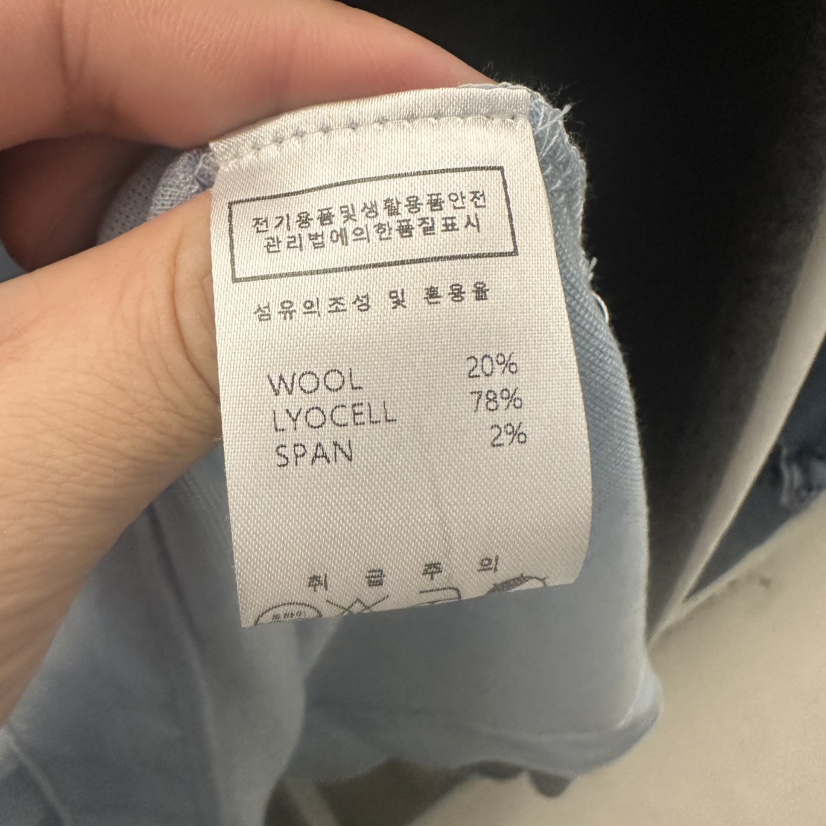 전기용품및생활용품안전
관리법에의한품질표시
섬유의조성 및 혼용율
WOOL 20%
LYOCELL 78%
SPAN 2%
취 급 주 의